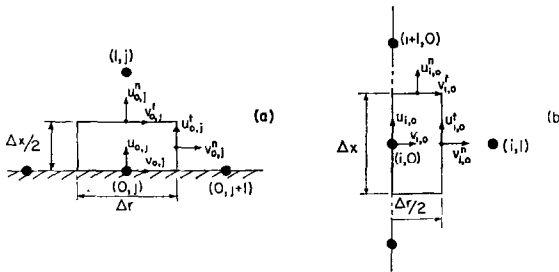 (1,j)
u^n_{0,j}
v^t_{0,j}
u^t_{0,j}
(a)
Δx/2
u_{0,j}
v_{0,j}
v^n_{0,j}
(0,j)
(0,j+1)
Δr
(i+1,0)
u^n_{i,0}
v^t_{i,0}
u_{i,0}
u^t_{i,0}
(b)
Δx
v_{i,0}
(i,0)
v^n_{i,0}
(i,1)
Δr/2